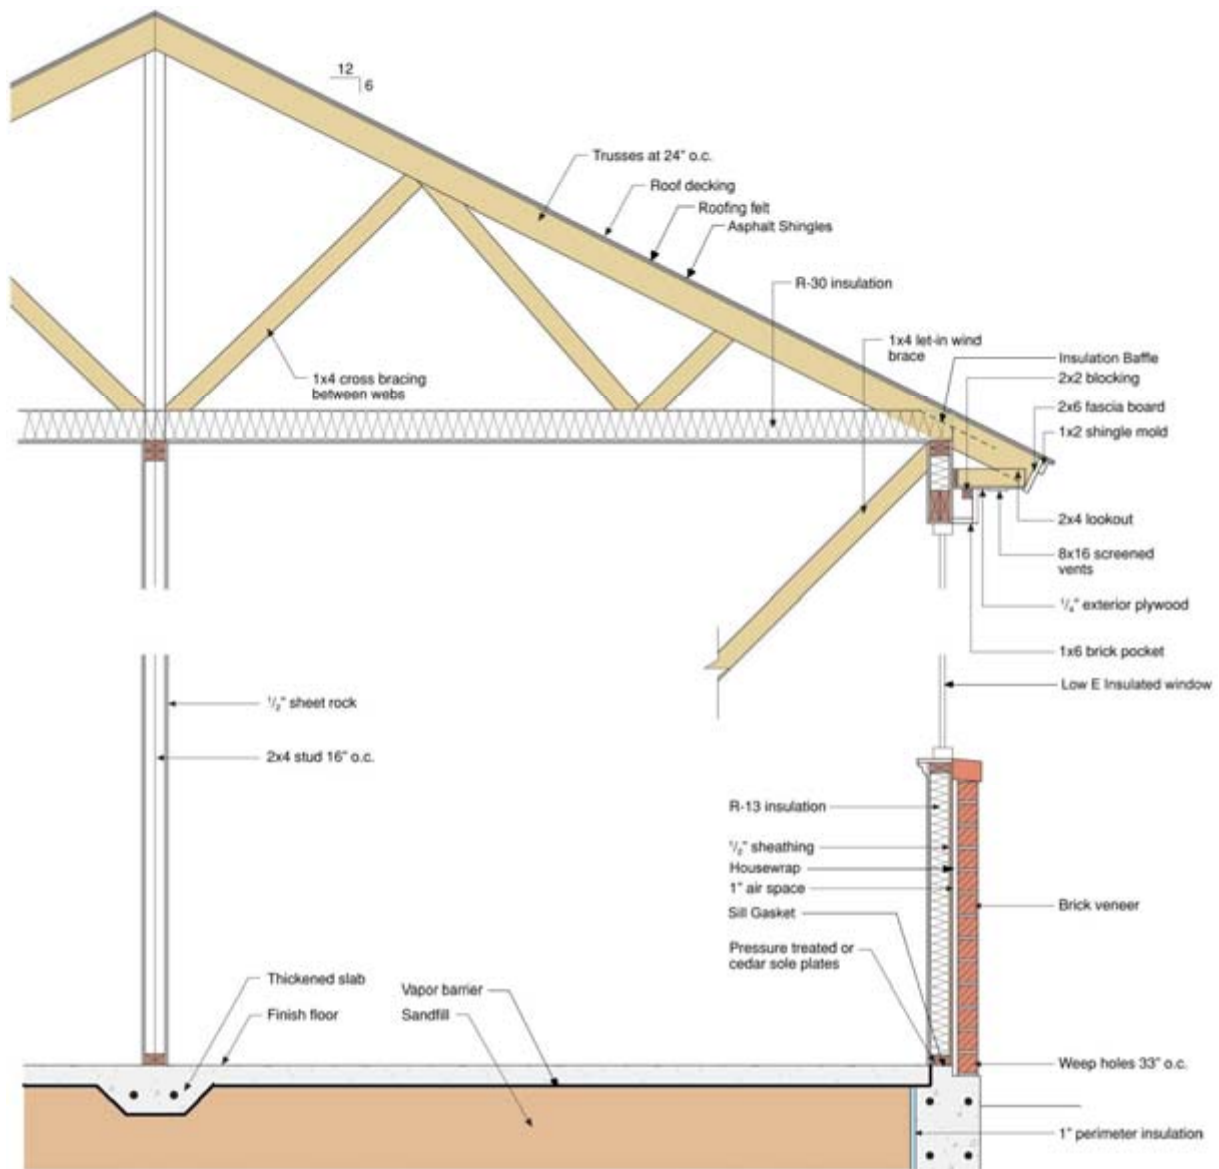 12
6
Trusses at 24" o.c.
Roof decking
Roofing felt
Asphalt Shingles
R-30 insulation
1x4 let-in wind
brace
Insulation Baffle
2x2 blocking
2x6 fascia board
1x2 shingle mold
1x4 cross bracing
between webs
2x4 lookout
8x16 screened
vents
1/4" exterior plywood
1x6 brick pocket
Low E Insulated window
1/2" sheet rock
2x4 stud 16" o.c.
R-13 insulation
1/2" sheathing
Housewrap
1" air space
Sill Gasket
Brick veneer
Pressure treated or
cedar sole plates
Thickened slab
Vapor barrier
Finish floor
Sandfill
Weep holes 33" o.c.
1" perimeter insulation